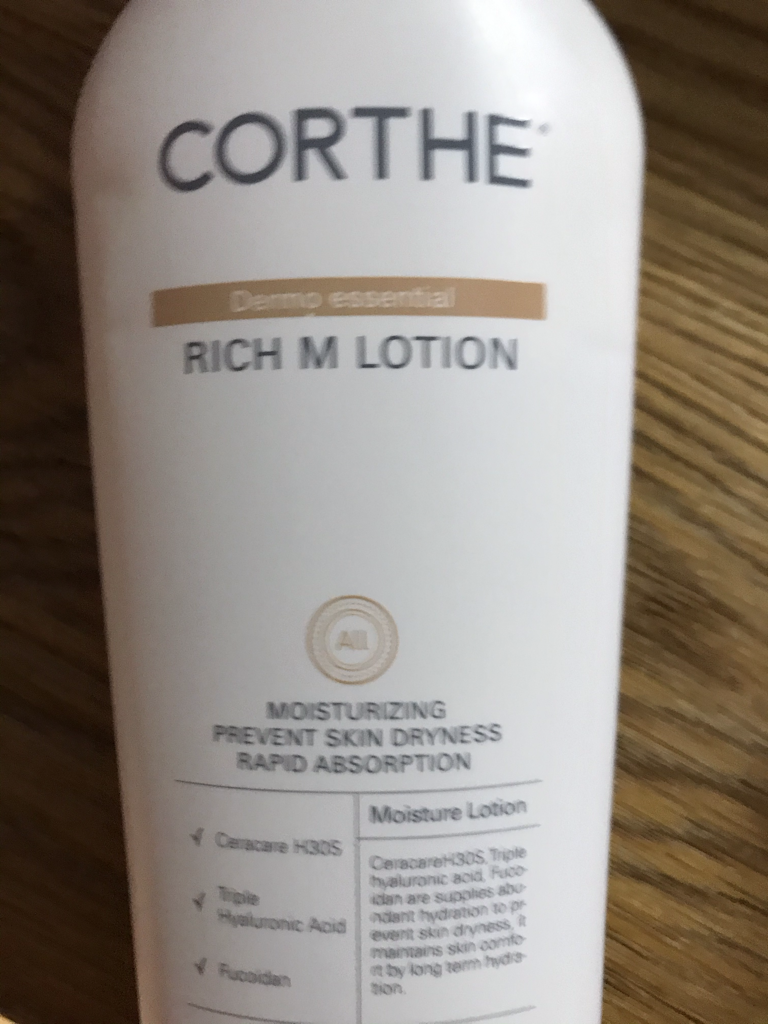 CORTHE
Dermo essential
RICH M LOTION
All
MOISTURIZING
PREVENT SKIN DRYNESS
RAPID ABSORPTION
√ Ceracare H30S
√ Triple
Hyaluronic Acid
√ Fucoidan
Moisture Lotion
CeracareH30S, Triple
hyaluronic acid, Fuco-
idan are supplies abu-
ndant hydration to pr-
event skin dryness, it
maintains skin comfo-
rt by long term hydra-
tion.